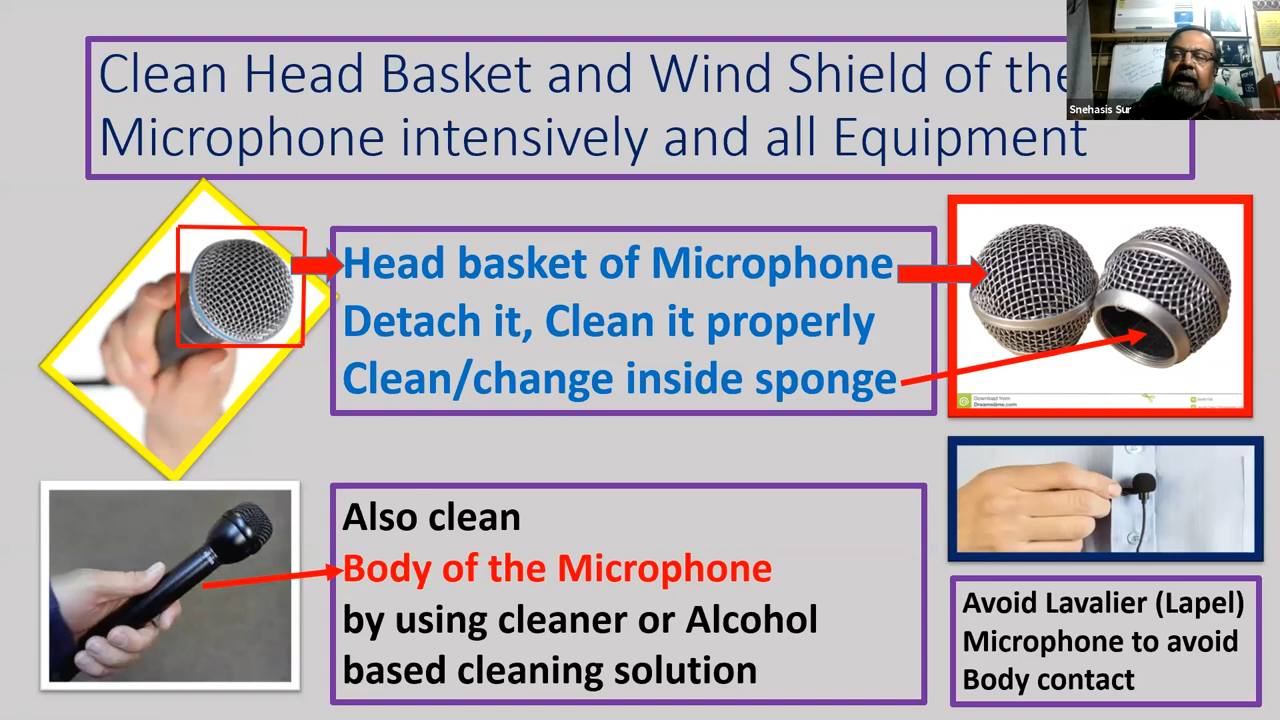 Clean Head Basket and Wind Shield of the
Microphone intensively and all Equipment
Snehasis Sur
Head basket of Microphone
Detach it, Clean it properly
Clean/change inside sponge
Download from
Dreamstime.com
Also clean
Body of the Microphone
by using cleaner or Alcohol
based cleaning solution
Avoid Lavalier (Lapel)
Microphone to avoid
Body contact